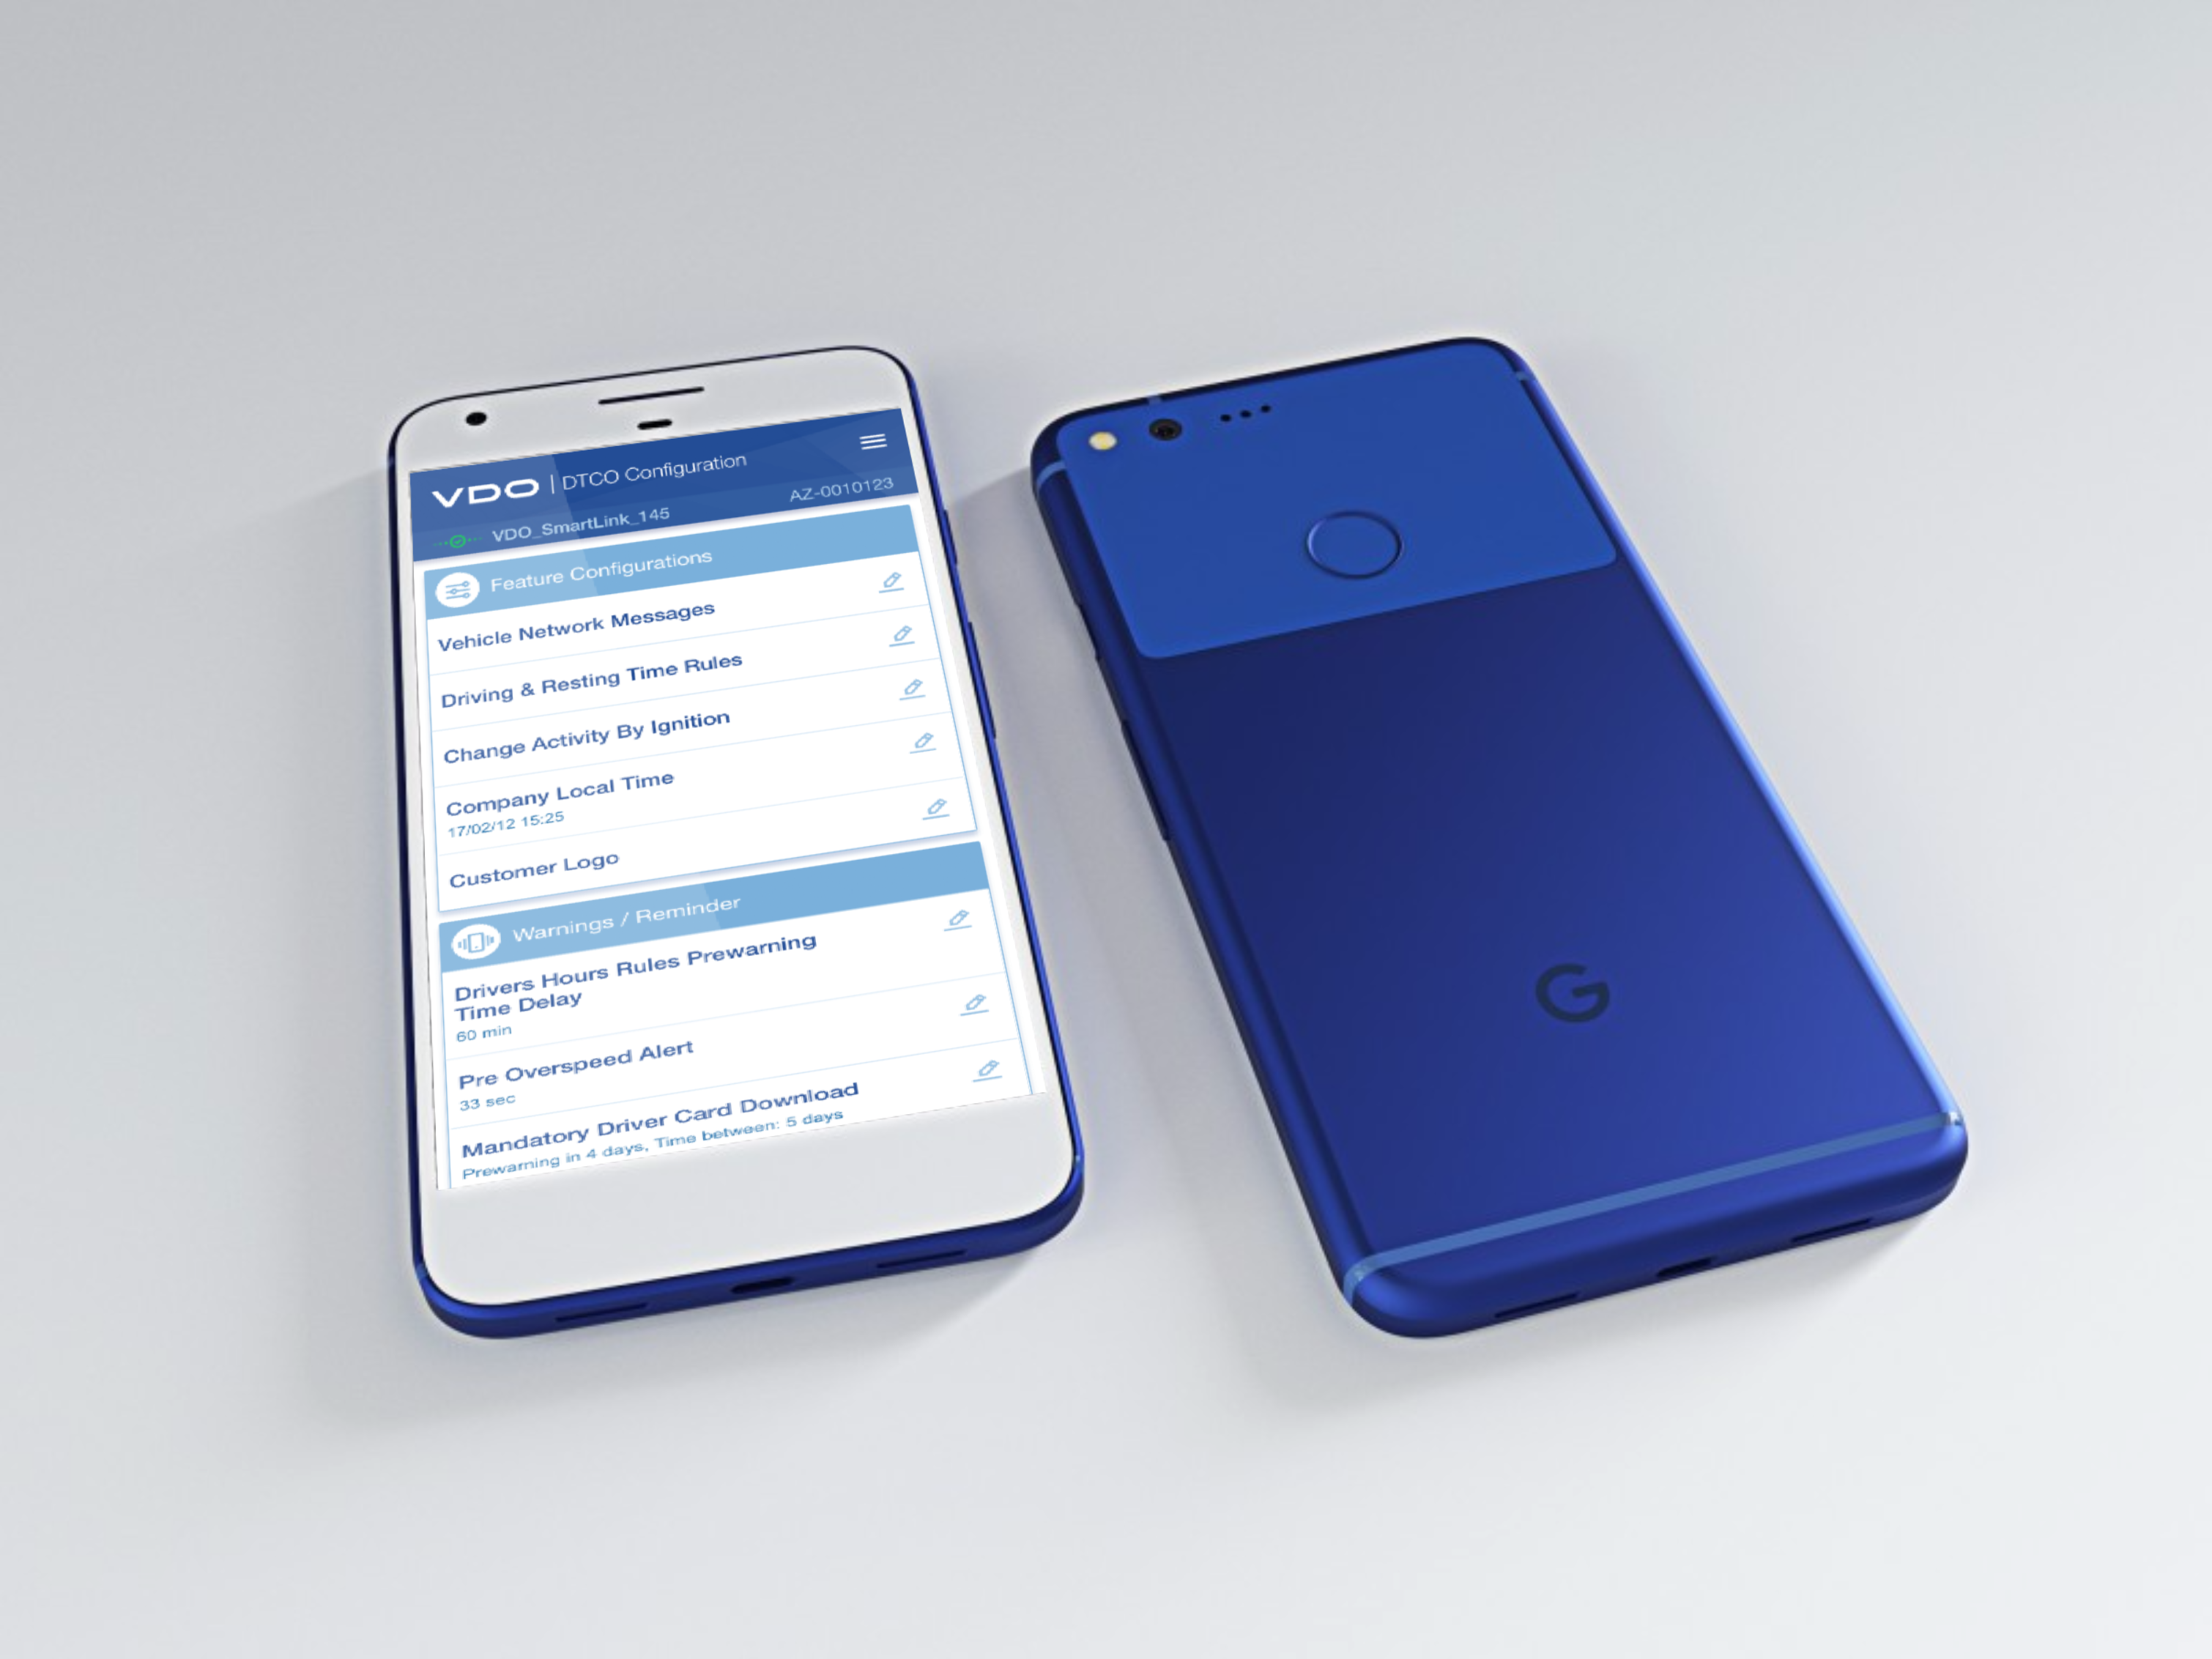 VDO | DTCO Configuration
VDO_SmartLink_145 AZ-0010123
Feature Configurations
Vehicle Network Messages
Driving & Resting Time Rules
Change Activity By Ignition
Company Local Time
17/02/12 15:25
Customer Logo
Warnings / Reminder
Drivers Hours Rules Prewarning
Time Delay
60 min
Pre Overspeed Alert
33 sec
Mandatory Driver Card Download
Prewarning in 4 days, Time between: 5 days
G